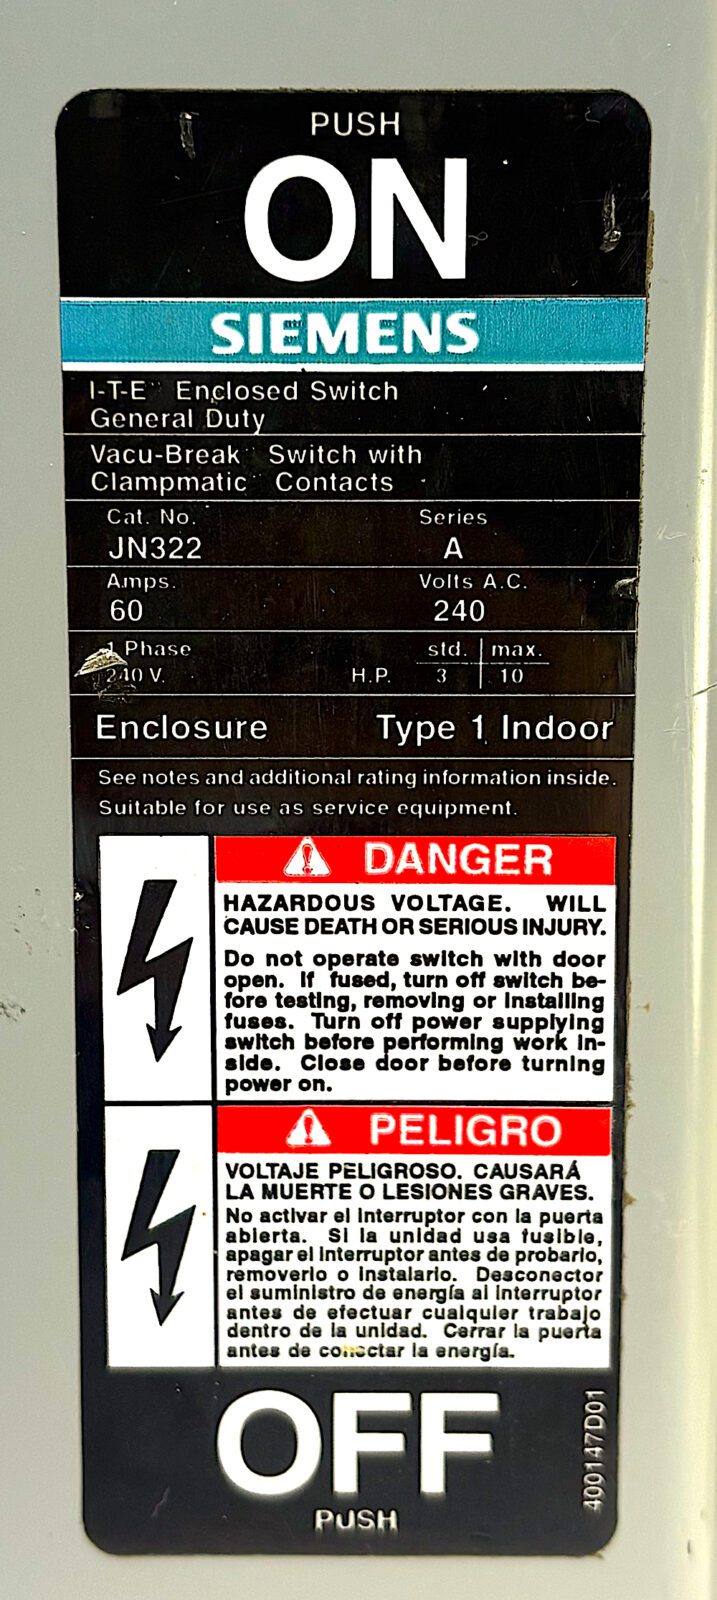 PUSH
ON
SIEMENS
I-T-E™ Enclosed Switch
General Duty
Vacu-Break™ Switch with
Clampmatic™ Contacts
Cat. No. Series
JN322 A
Amps. Volts A.C.
60 240
1 Phase std. max.
240 V. H.P. 3 10
Enclosure Type 1 Indoor
See notes and additional rating information inside.
Suitable for use as service equipment.
DANGER
HAZARDOUS VOLTAGE. WILL
CAUSE DEATH OR SERIOUS INJURY.
Do not operate switch with door
open. If fused, turn off switch be-
fore testing, removing or installing
fuses. Turn off power supplying
switch before performing work in-
side. Close door before turning
power on.
PELIGRO
VOLTAJE PELIGROSO. CAUSARÁ
LA MUERTE O LESIONES GRAVES.
No activar el interruptor con la puerta
abierta. Si la unidad usa fusible,
apagar el interruptor antes de probarlo,
removerlo o instalarlo. Desconector
el suministro de energía al interruptor
antes de efectuar cualquier trabajo
dentro de la unidad. Cerrar la puerta
antes de conectar la energía.
OFF
PUSH
400147D01